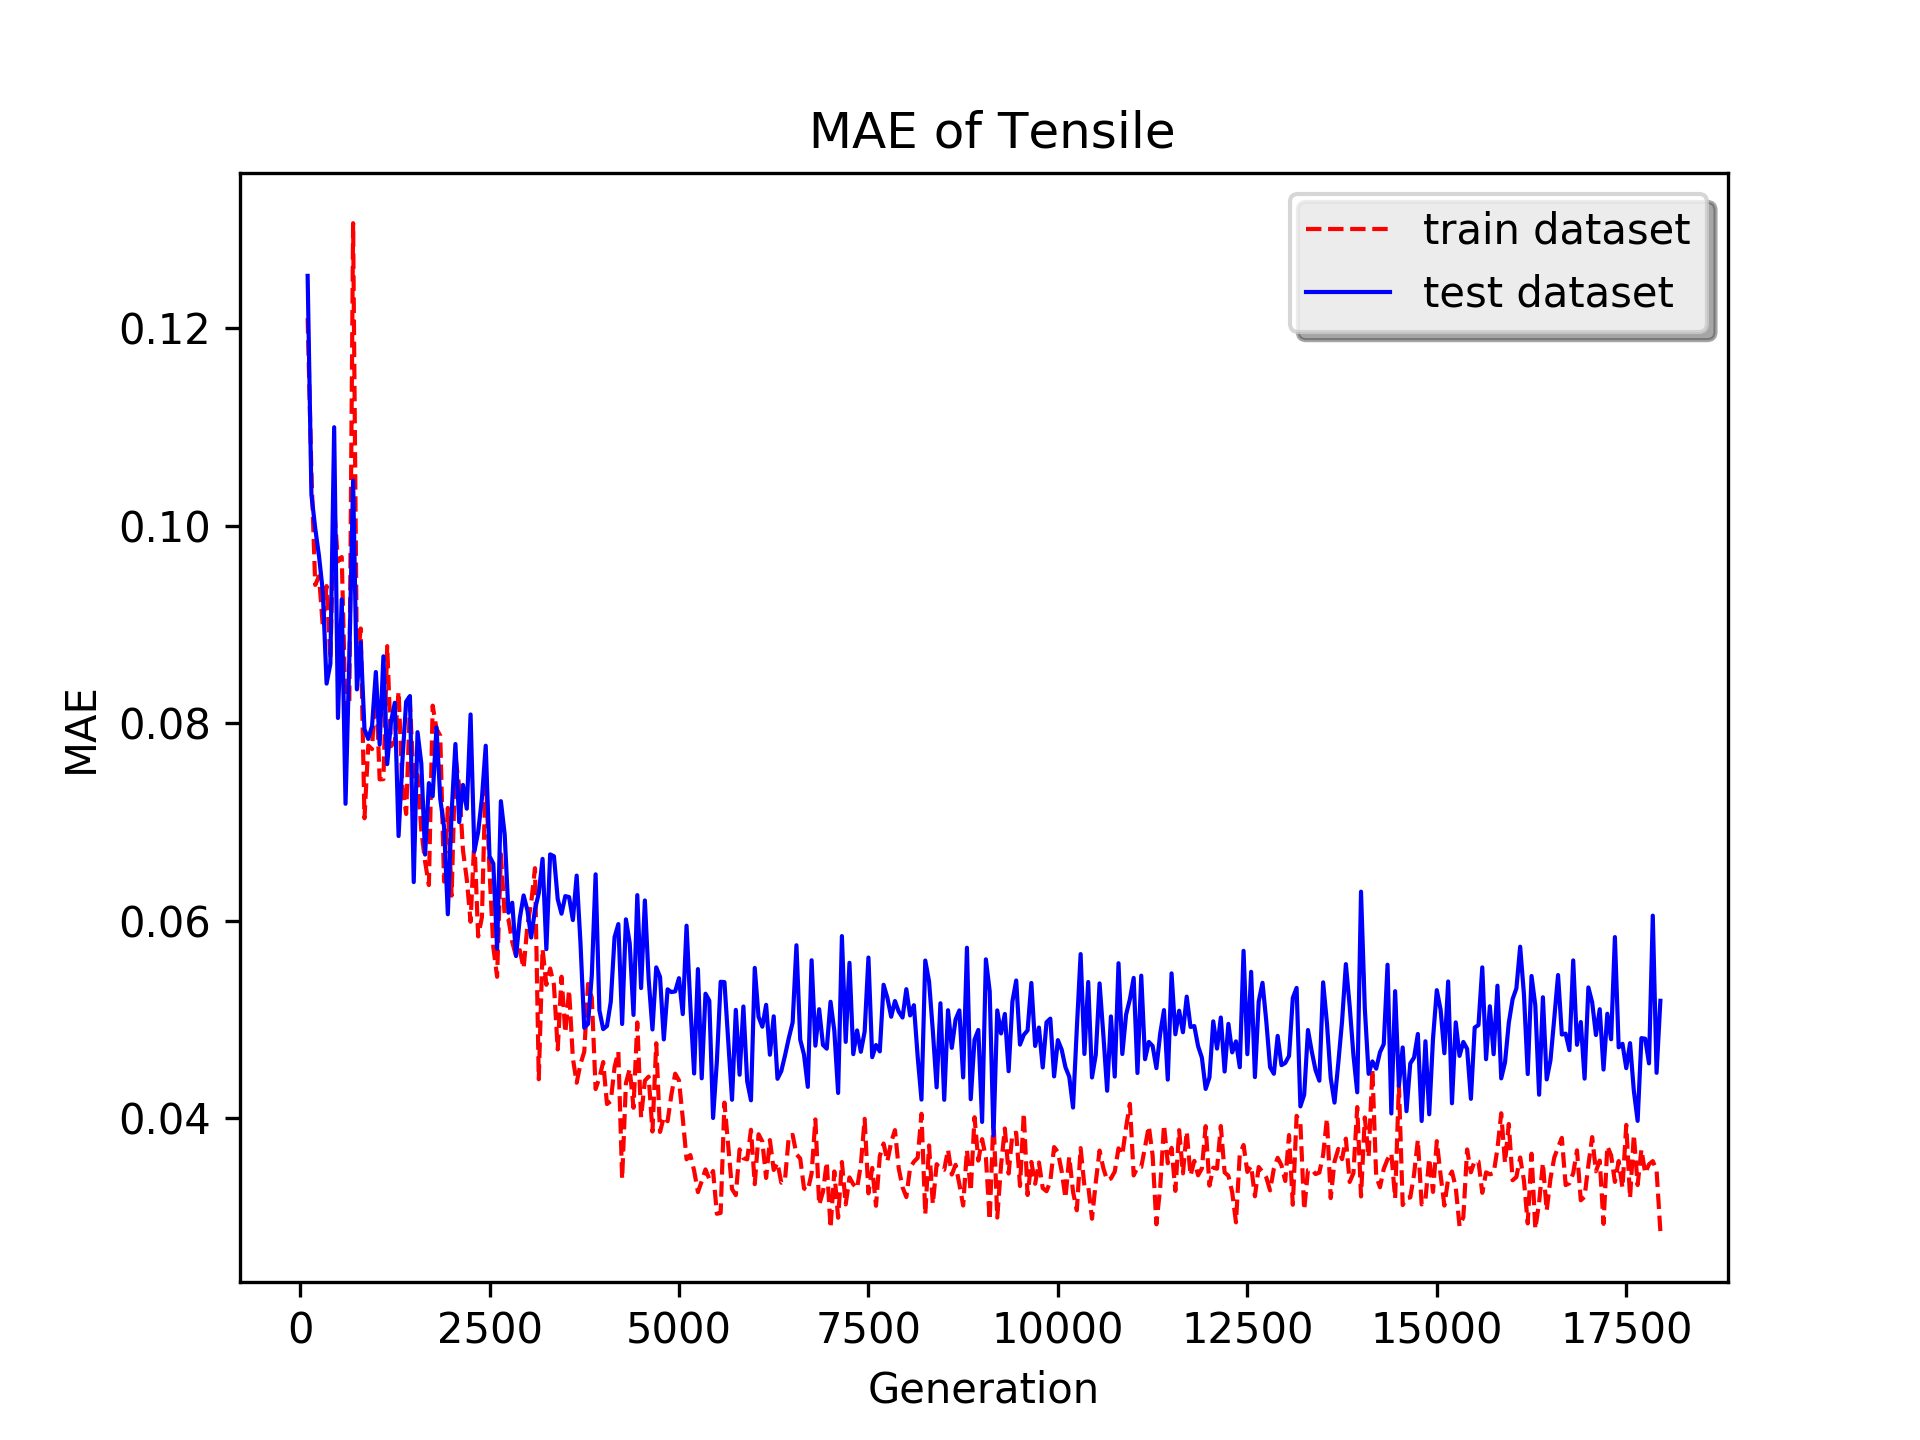 MAE of Tensile
train dataset
test dataset
0.12
0.10
0.08
0.06
0.04
MAE
0 2500 5000 7500 10000 12500 15000 17500
Generation